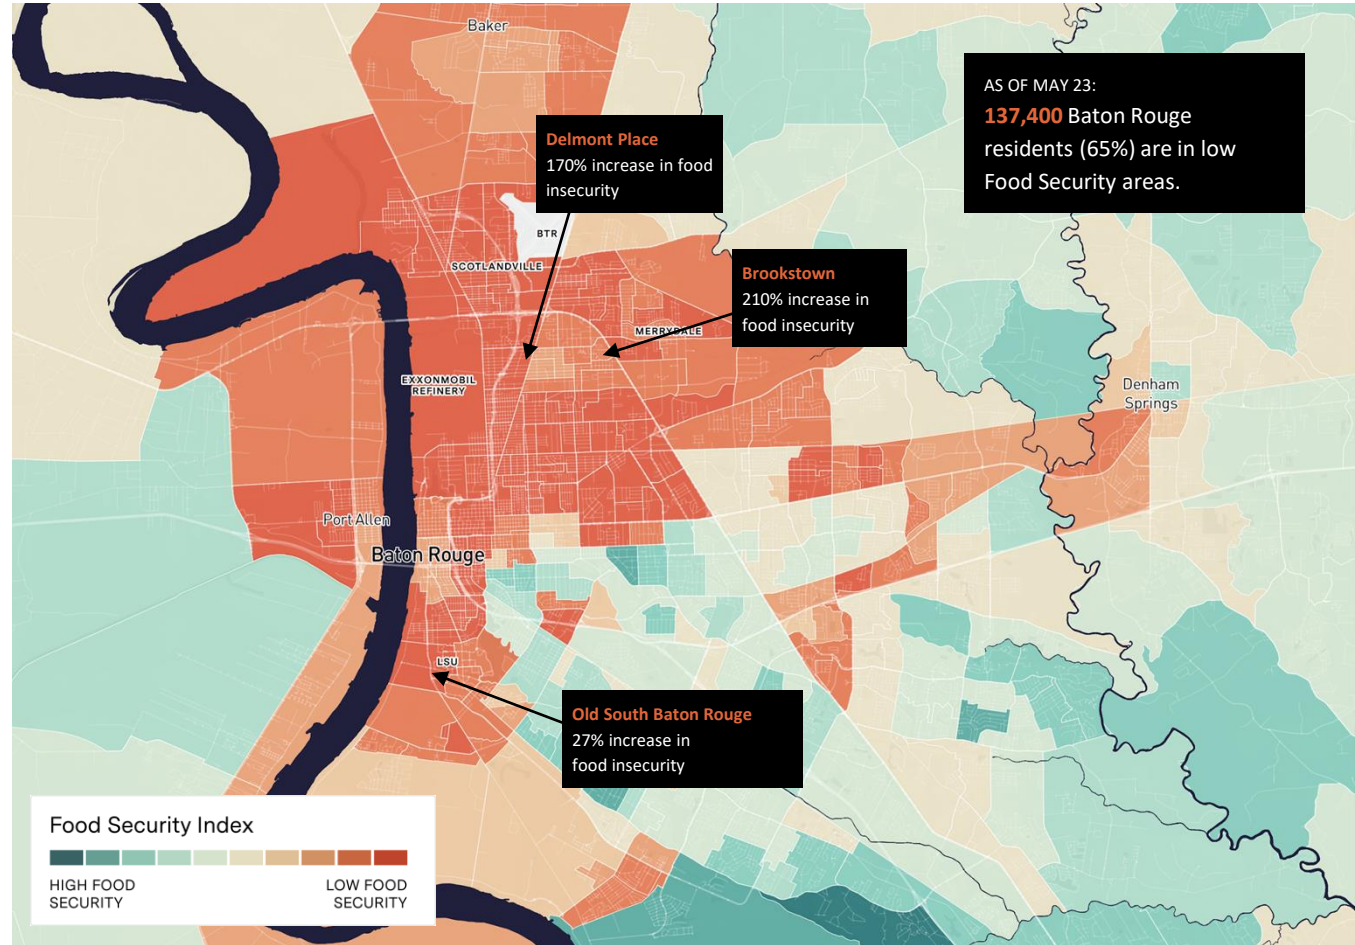 Baker
AS OF MAY 23:
137,400 Baton Rouge
residents (65%) are in low
Food Security areas.
Delmont Place
170% increase in food
insecurity
BTR
SCOTLANDVILLE
Brookstown
210% increase in
food insecurity
MERRYDALE
EXXONMOBIL
REFINERY
Denham
Springs
Port Allen
Baton Rouge
LSU
Old South Baton Rouge
27% increase in
food insecurity
Food Security Index
HIGH FOOD
SECURITY
LOW FOOD
SECURITY